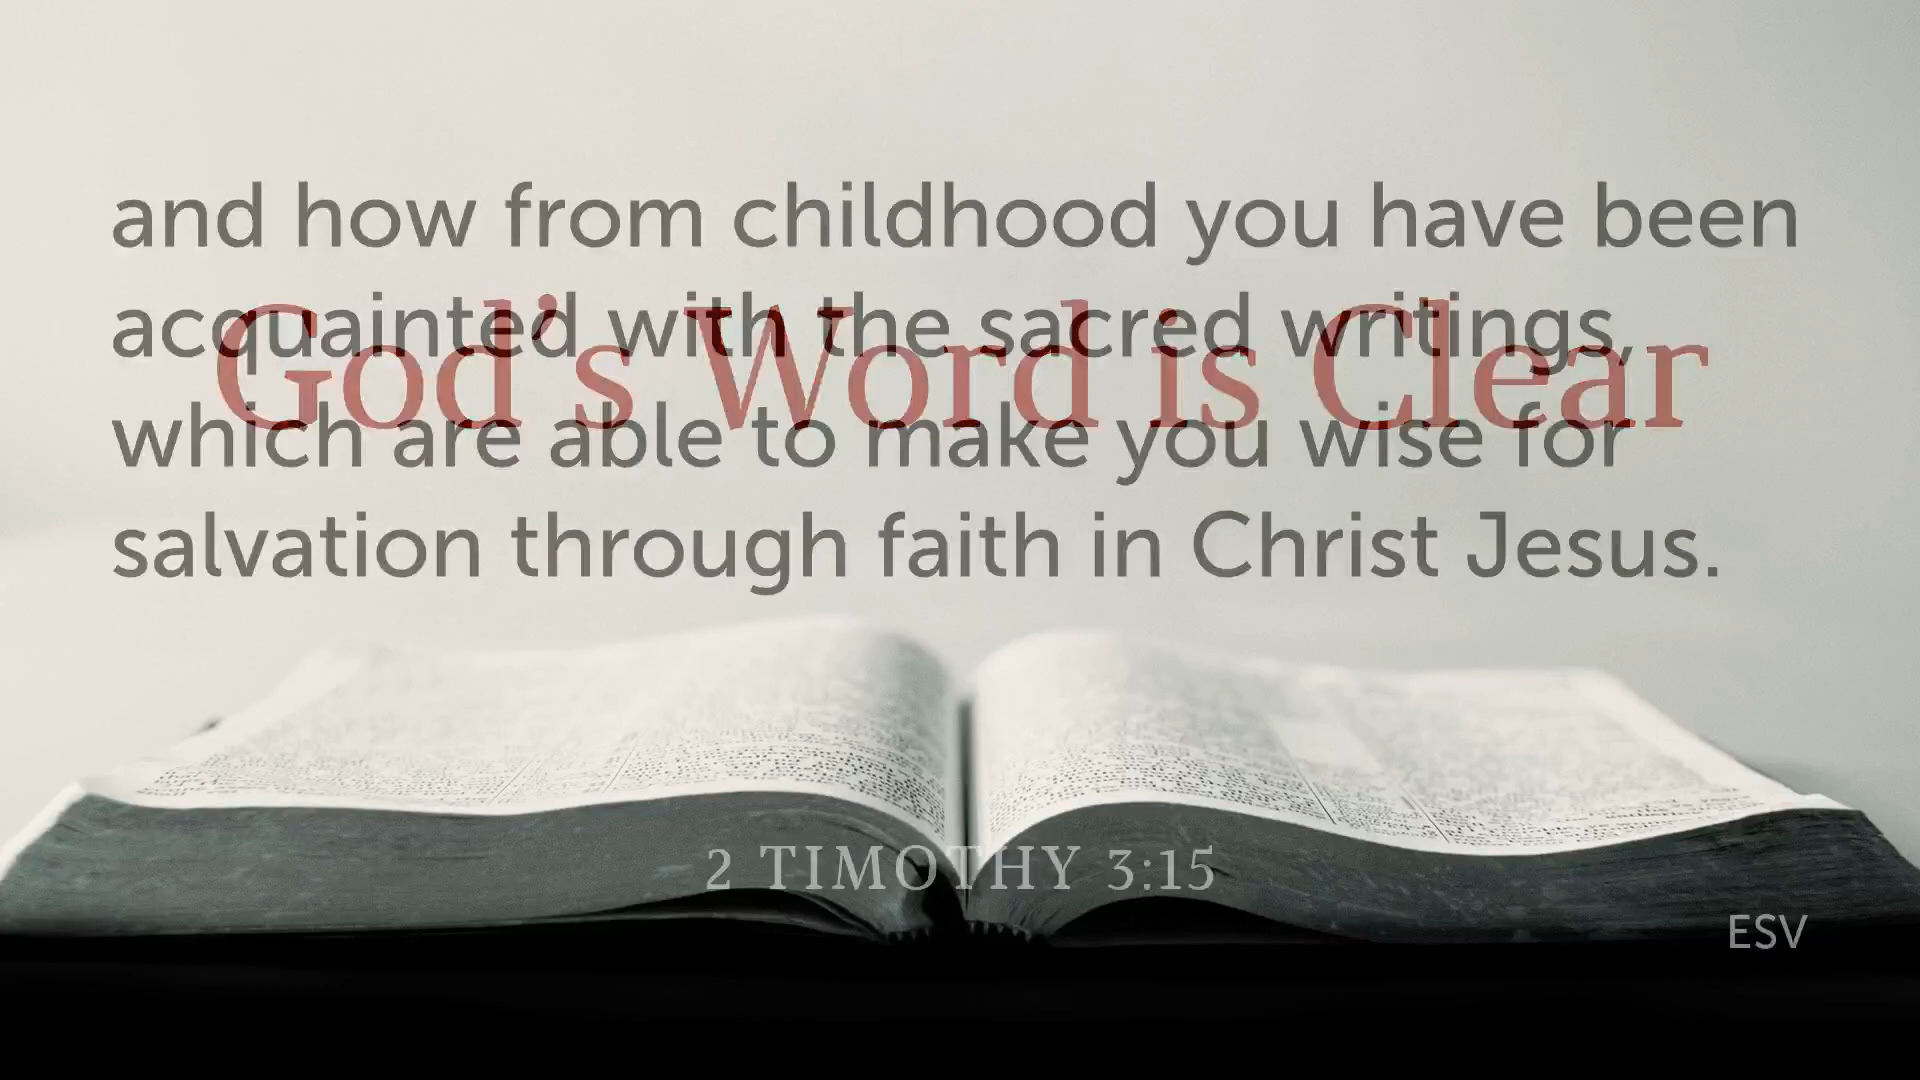 and how from childhood you have been
acquainted with the sacred writings,
God's Word is Clear
which are able to make you wise for
salvation through faith in Christ Jesus.
2 TIMOTHY 3:15
ESV